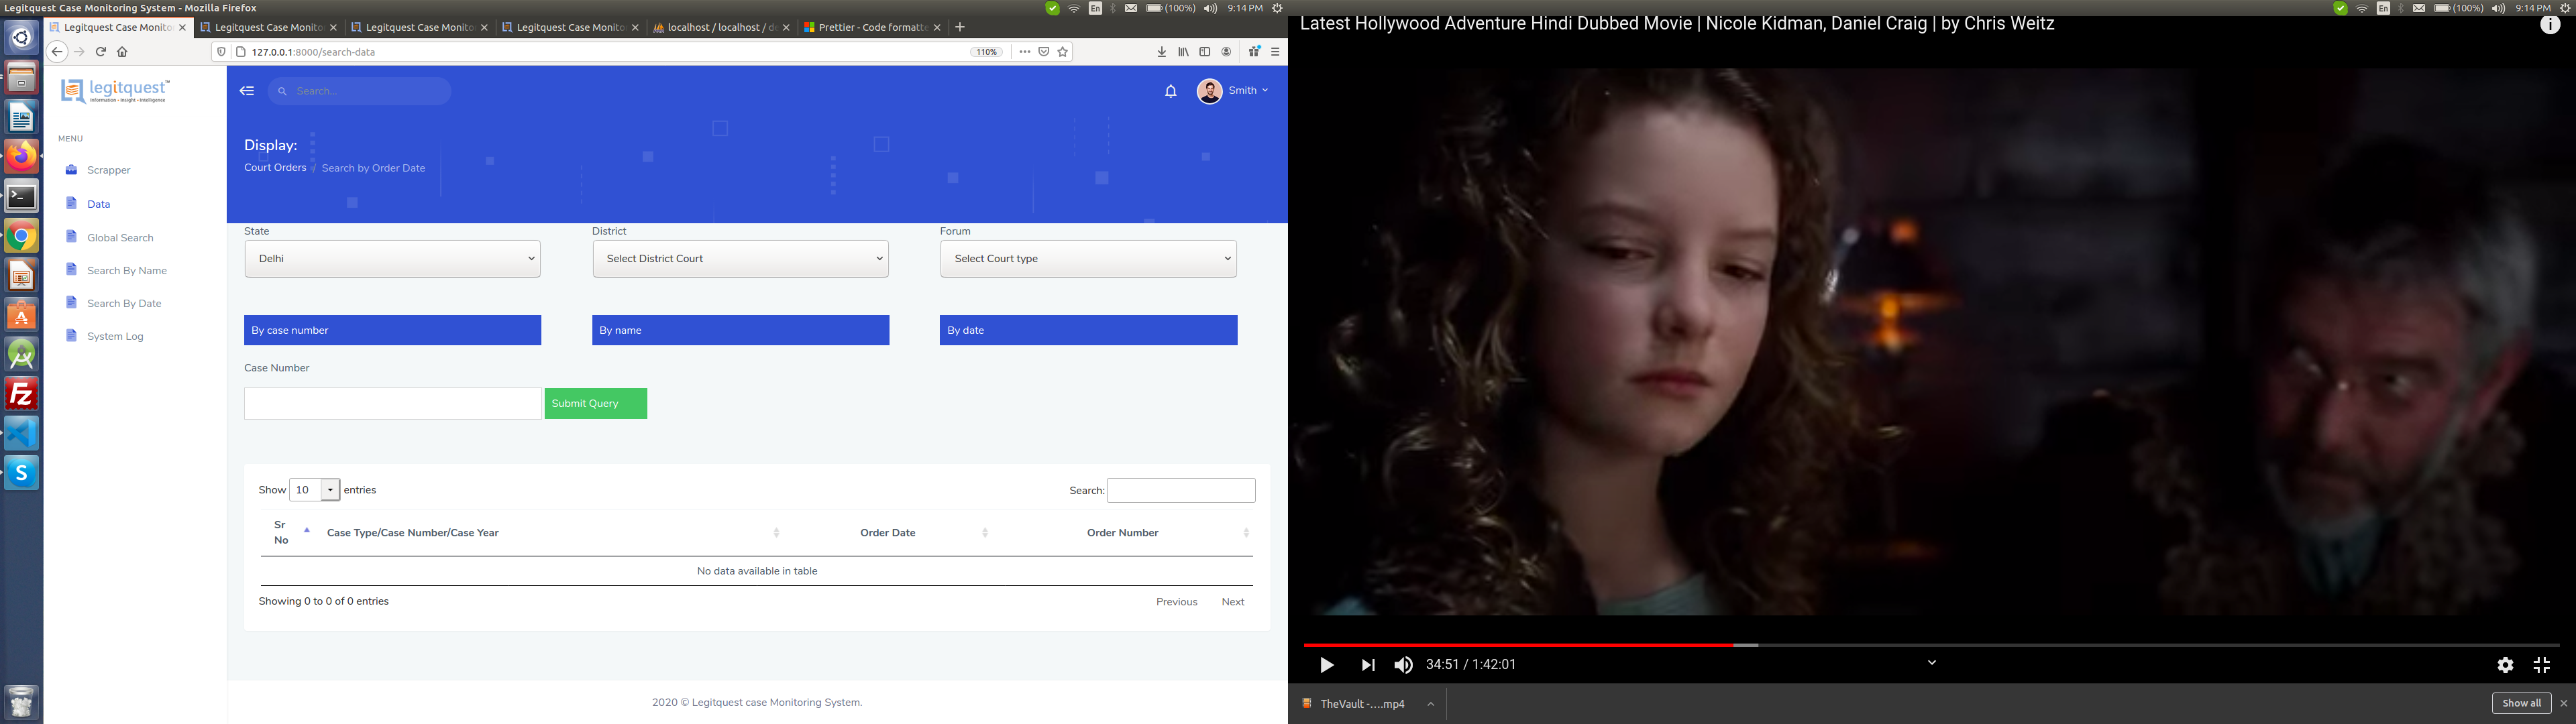 Legitquest Case Monitoring System - Mozilla Firefox
En (100%) 9:14 PM
Legitquest Case Monito
Legitquest Case Monito
Legitquest Case Monito
Legitquest Case Monito
localhost / localhost / de
Prettier - Code formatte
127.0.0.1:8000/search-data
110%
legitquest™
Information • Insight • Intelligence
Search...
Smith
MENU
Scrapper
Data
Global Search
Search By Name
Search By Date
System Log
Display:
Court Orders / Search by Order Date
State
District
Forum
Delhi
Select District Court
Select Court type
By case number
By name
By date
Case Number
Submit Query
Show 10 entries
Search:
Sr No
Case Type/Case Number/Case Year
Order Date
Order Number
No data available in table
Showing 0 to 0 of 0 entries
Previous
Next
2020 © Legitquest case Monitoring System.
En (100%) 9:14 PM
Latest Hollywood Adventure Hindi Dubbed Movie | Nicole Kidman, Daniel Craig | by Chris Weitz
34:51 / 1:42:01
TheVault -....mp4
Show all